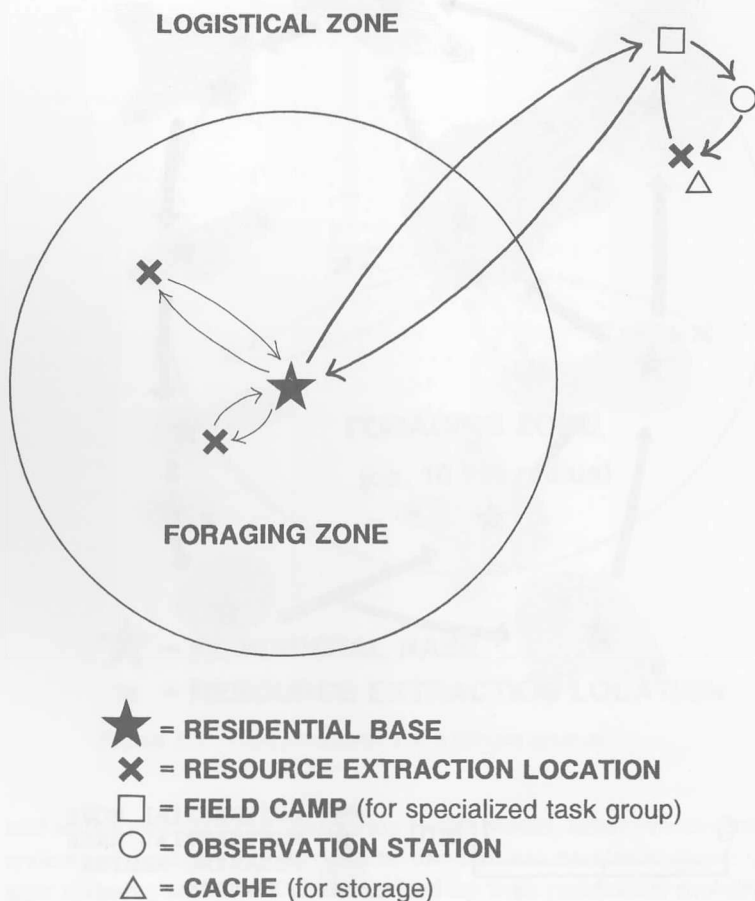 LOGISTICAL ZONE
FORAGING ZONE
= RESIDENTIAL BASE
= RESOURCE EXTRACTION LOCATION
= FIELD CAMP (for specialized task group)
= OBSERVATION STATION
= CACHE (for storage)